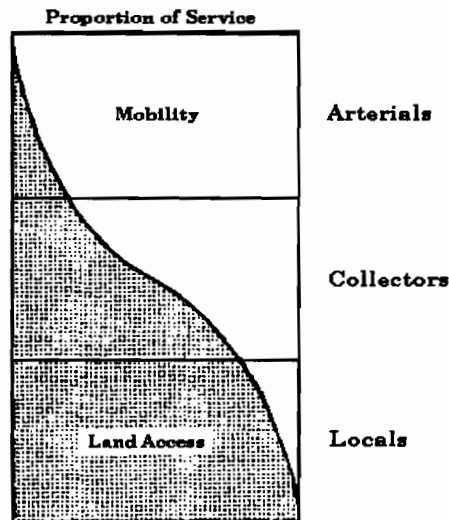 Proportion of Service
Mobility
Arterials
Collectors
Land Access
Locals